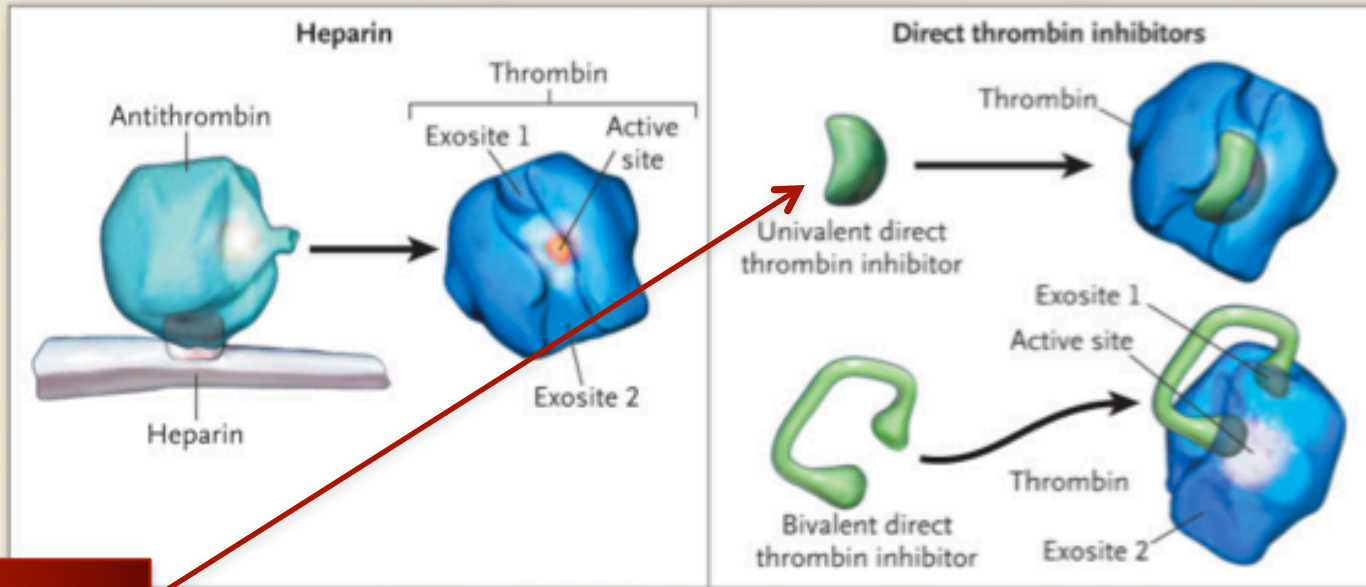 Heparin
Antithrombin
Thrombin
Exosite 1
Active
site
Exosite 2
Heparin
Direct thrombin inhibitors
Thrombin
Univalent direct
thrombin inhibitor
Exosite 1
Active site
Thrombin
Bivalent direct
thrombin inhibitor
Exosite 2